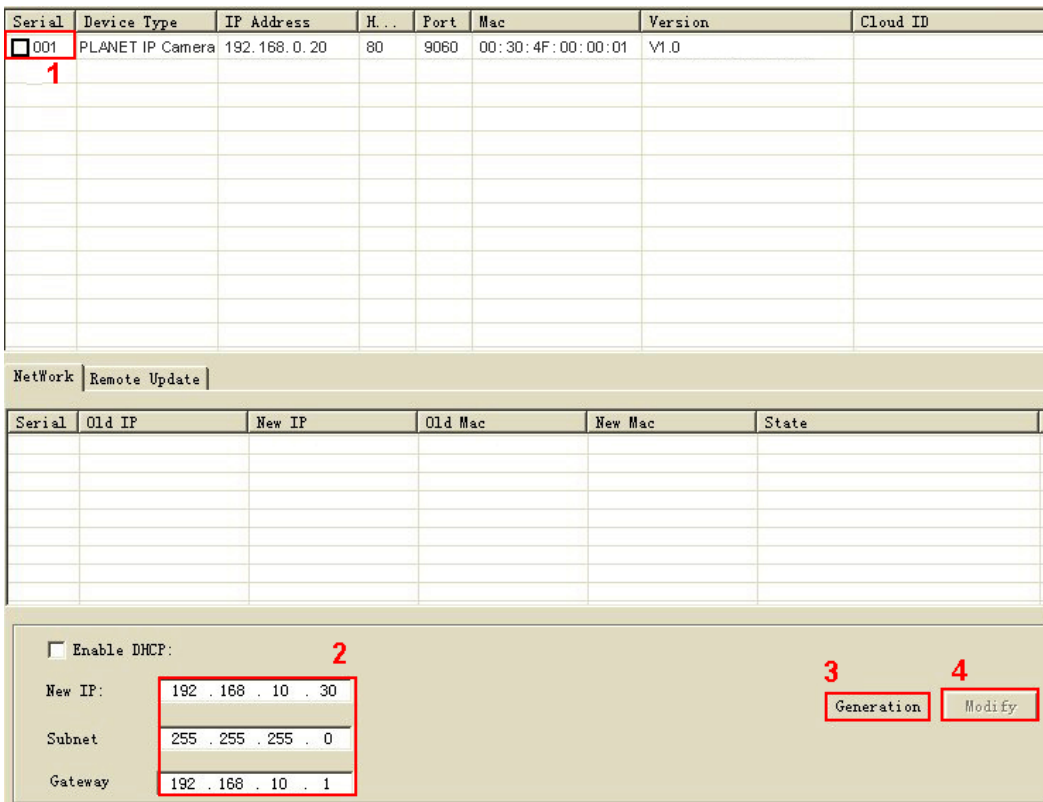 Serial Device Type IP Address H... Port Mac Version Cloud ID
001 PLANET IP Camera 192.168.0.20 80 9060 00:30:4F:00:00:01 V1.0
1
NetWork Remote Update
Serial Old IP New IP Old Mac New Mac State
Enable DHCP: 2
New IP: 192 . 168 . 10 . 30
3 4
Generation Modify
Subnet 255 . 255 . 255 . 0
Gateway 192 . 168 . 10 . 1